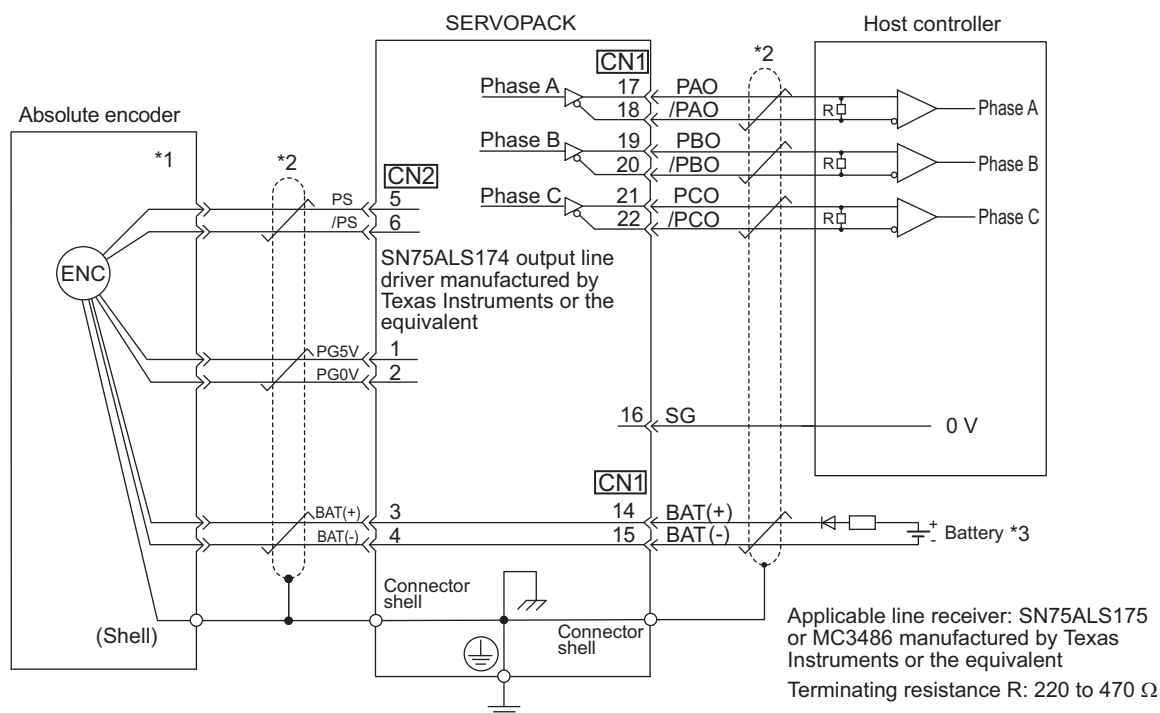 SERVOPACK
Host controller
Absolute encoder
*1
*2
CN2
PS
5
/PS
6
ENC
SN75ALS174 output line
driver manufactured by
Texas Instruments or the
equivalent
PG5V
1
PG0V
2
BAT(+)
3
BAT(-)
4
(Shell)
Connector
shell
CN1
*2
Phase A
17
PAO
18
/PAO
R
Phase A
Phase B
19
PBO
20
/PBO
R
Phase B
Phase C
21
PCO
22
/PCO
R
Phase C
16
SG
0 V
CN1
14
BAT(+)
15
BAT(-)
+
-
Battery *3
Connector
shell
Applicable line receiver: SN75ALS175
or MC3486 manufactured by Texas
Instruments or the equivalent
Terminating resistance R: 220 to 470 Ω